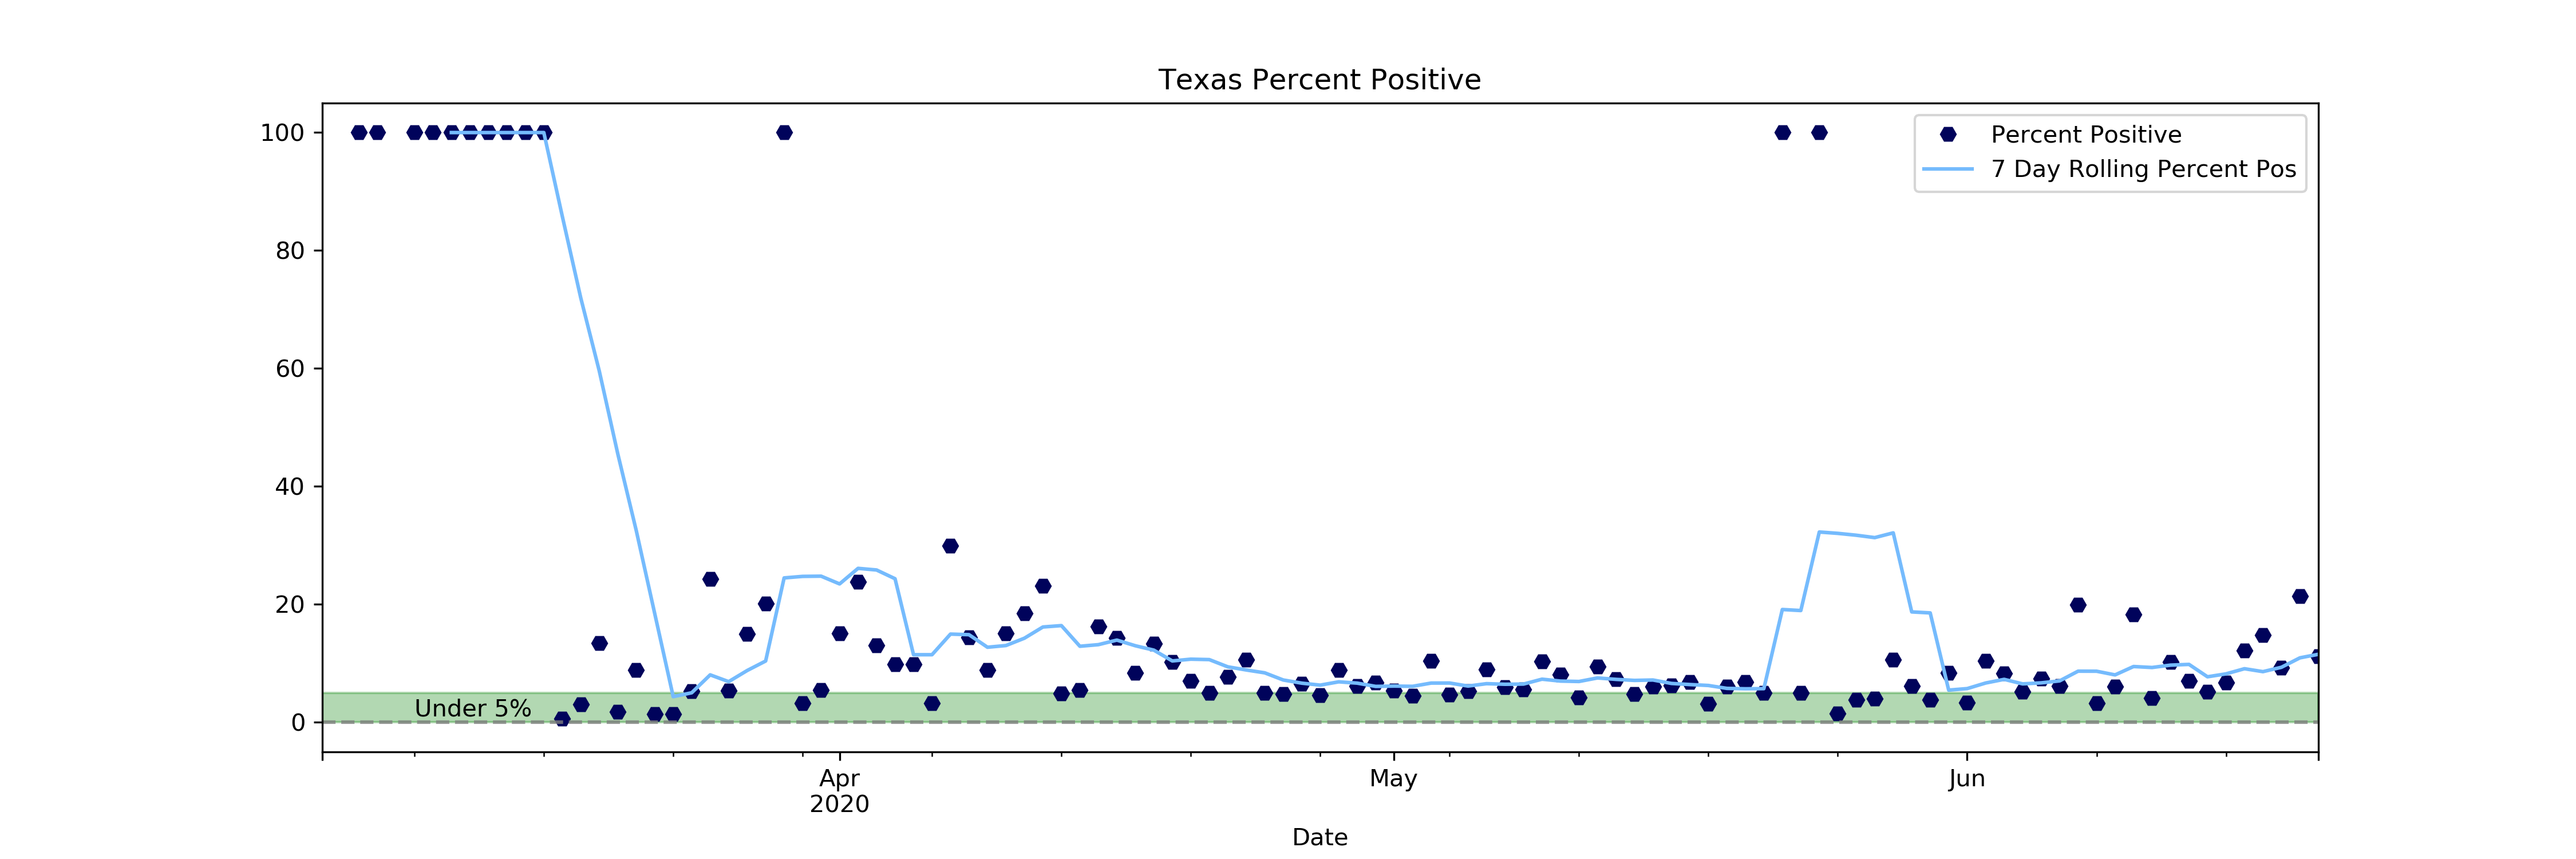 Texas Percent Positive
Percent Positive
7 Day Rolling Percent Pos
100
80
60
40
20
0
Under 5%
Apr
2020
May
Jun
Date